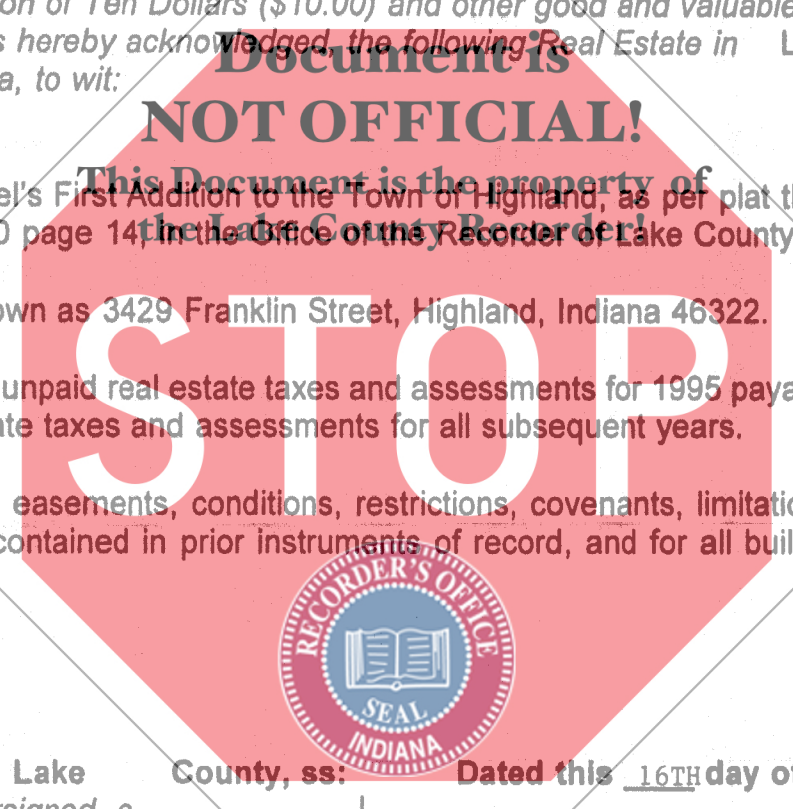 on of Ten Dollars ($10.00) and other good and valuable
s hereby acknowledged, the following Real Estate in L
a, to wit:
Document is
NOT OFFICIAL!
This Document is the property of
the Lake County Recorder!
el's First Addition to the Town of Highland, as per plat th
0 page 14, in the Office of the Recorder of Lake County
own as 3429 Franklin Street, Highland, Indiana 46322.
unpaid real estate taxes and assessments for 1995 paya
te taxes and assessments for all subsequent years.
STOP
easements, conditions, restrictions, covenants, limitatio
contained in prior instruments of record, and for all buil
RECORDER'S OFFICE
SEAL
INDIANA
Lake County, ss: Dated this 16TH day of
rsigned, a